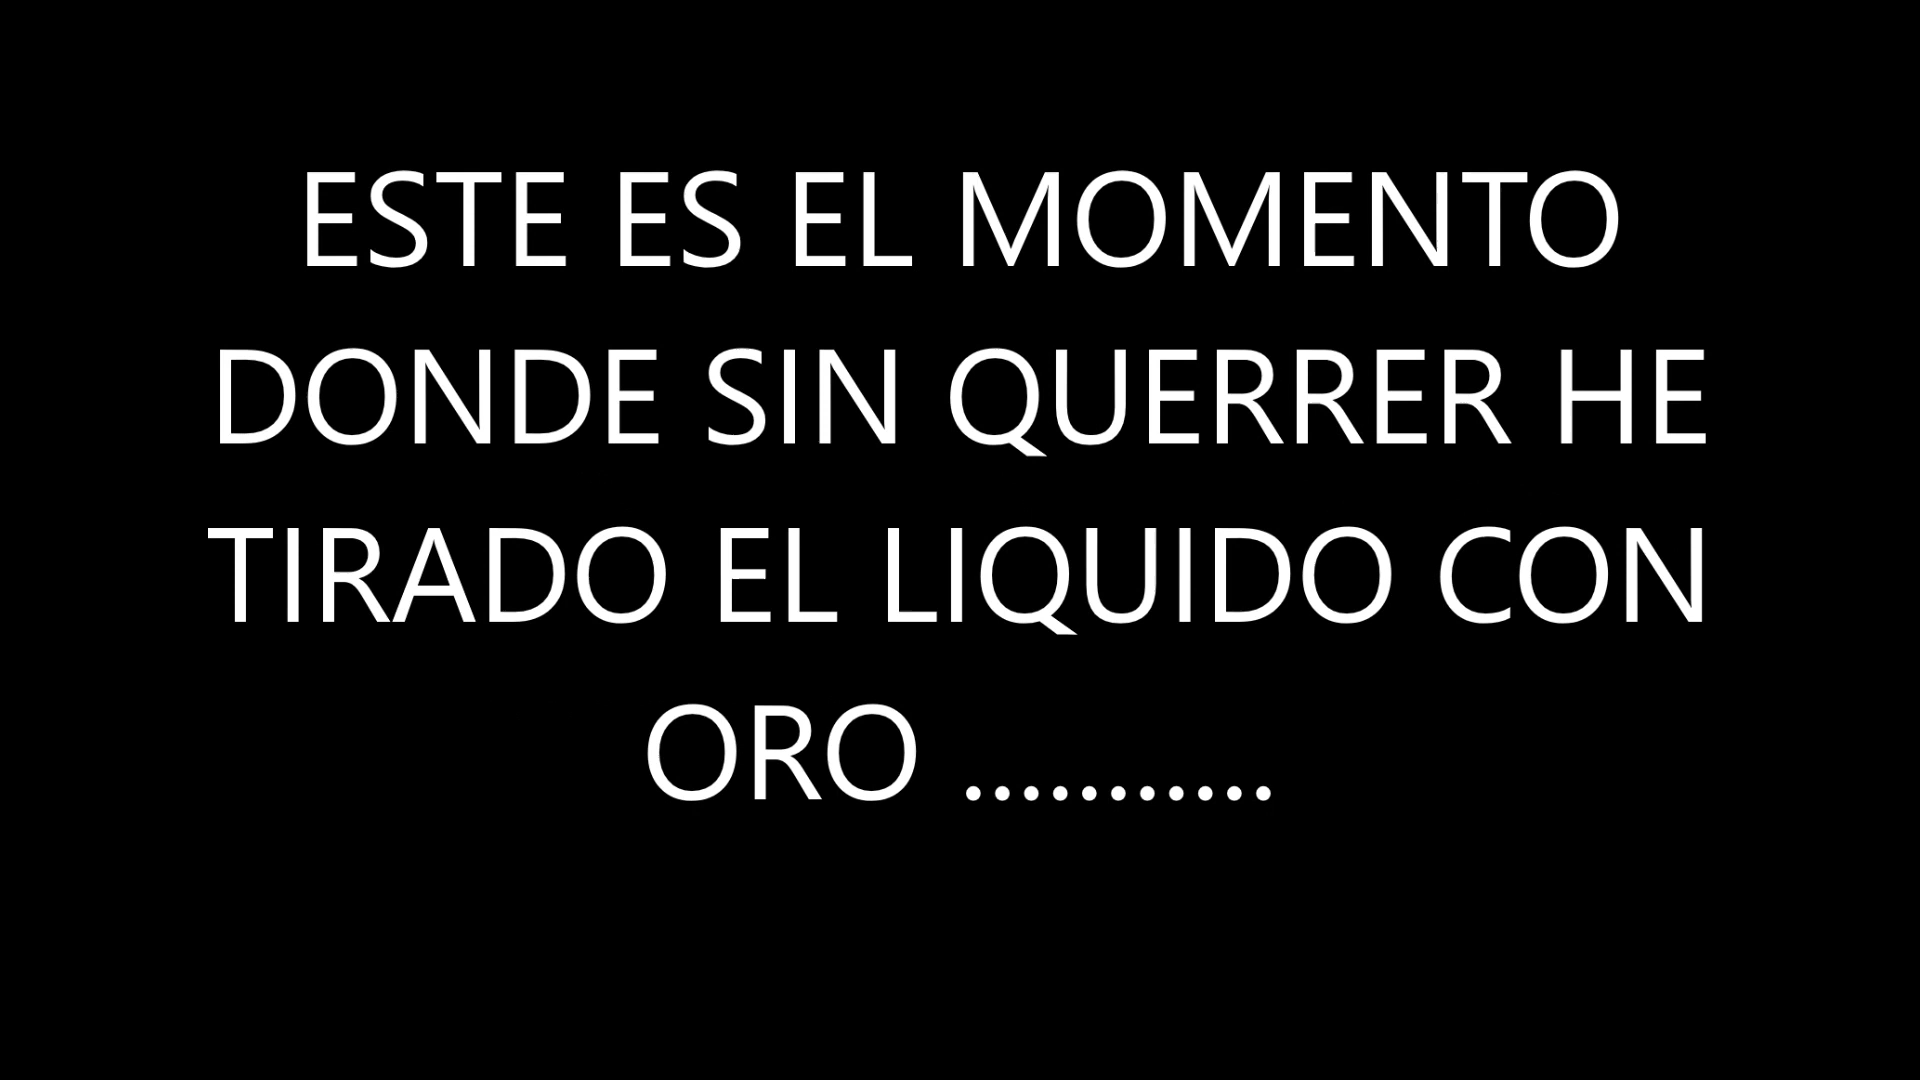 ESTE ES EL MOMENTO
DONDE SIN QUERRER HE
TIRADO EL LIQUIDO CON
ORO ...........